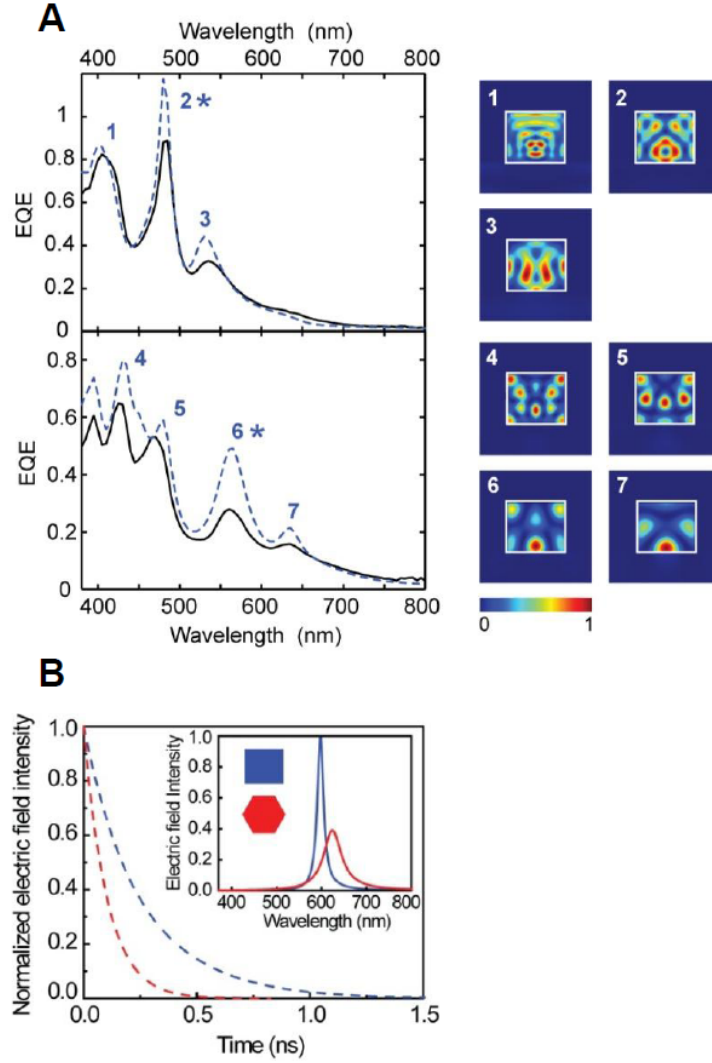 A
Wavelength (nm)
400 500 600 700 800
1
0.8
0.6
0.4
0.2
0
EQE
1
2 *
3
0.8
0.6
0.4
0.2
0
EQE
4
5
6 *
7
400 500 600 700 800
Wavelength (nm)
1
2
3
4
5
6
7
0 1
B
Normalized electric field intensity
1.0
0.8
0.6
0.4
0.2
0.0
0.0 0.5 1.0 1.5
Time (ns)
Electric field Intensity
1.0
0.8
0.6
0.4
0.2
0.0
400 500 600 700 800
Wavelength (nm)